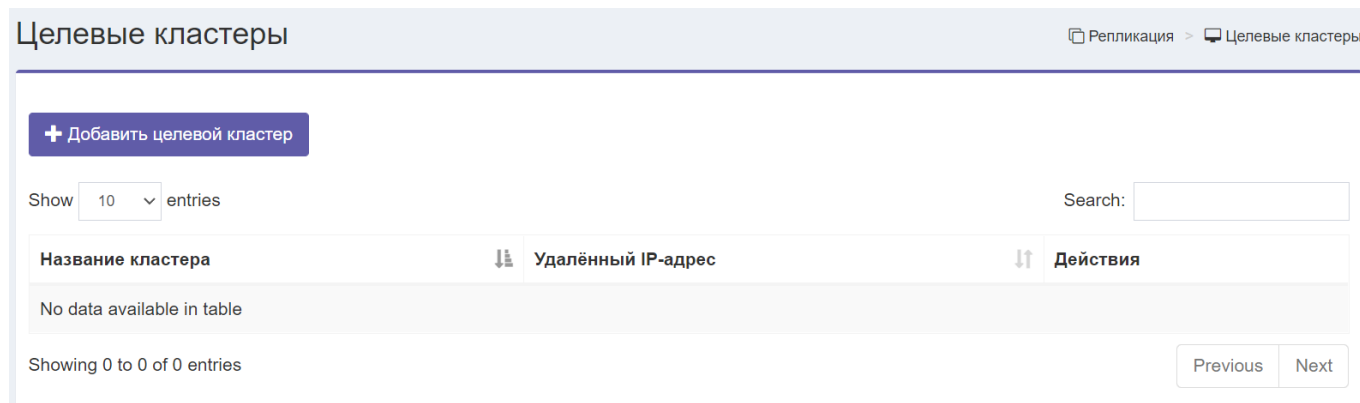 Целевые кластеры
Репликация > Целевые кластеры
Добавить целевой кластер
Show 10 entries
Search:
Название кластера Удалённый IP-адрес Действия
No data available in table
Showing 0 to 0 of 0 entries
Previous Next